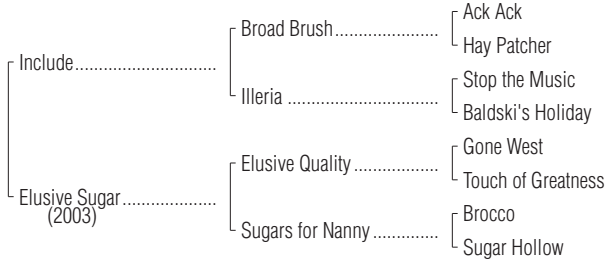 Ack Ack
Broad Brush....................
Hay Patcher
Include...........................
Stop the Music
Illeria .............................
Baldski's Holiday
Gone West
Elusive Quality ................
Touch of Greatness
Elusive Sugar..................
(2003)
Brocco
Sugars for Nanny .............
Sugar Hollow